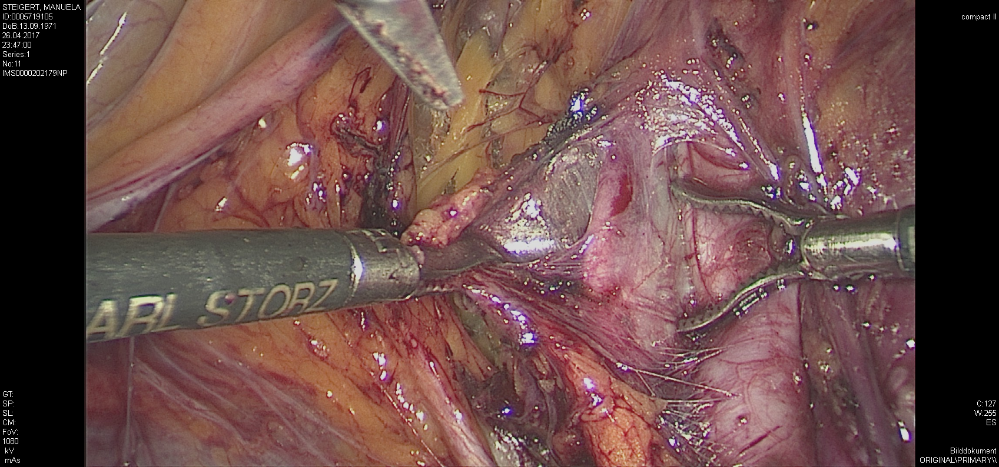 STEIGERT, MANUELA
ID:0005719105
DoB:13.09.1971
26.04.2017
23:47:00
Series:1
No:11
IMS0000202179NP
compact II
ARL STORZ
GT:
SP:
SL:
CM:
FoV:
1080
kV
mAs
C:127
W:255
ES
Bilddokument
ORIGINAL\PRIMARY\\